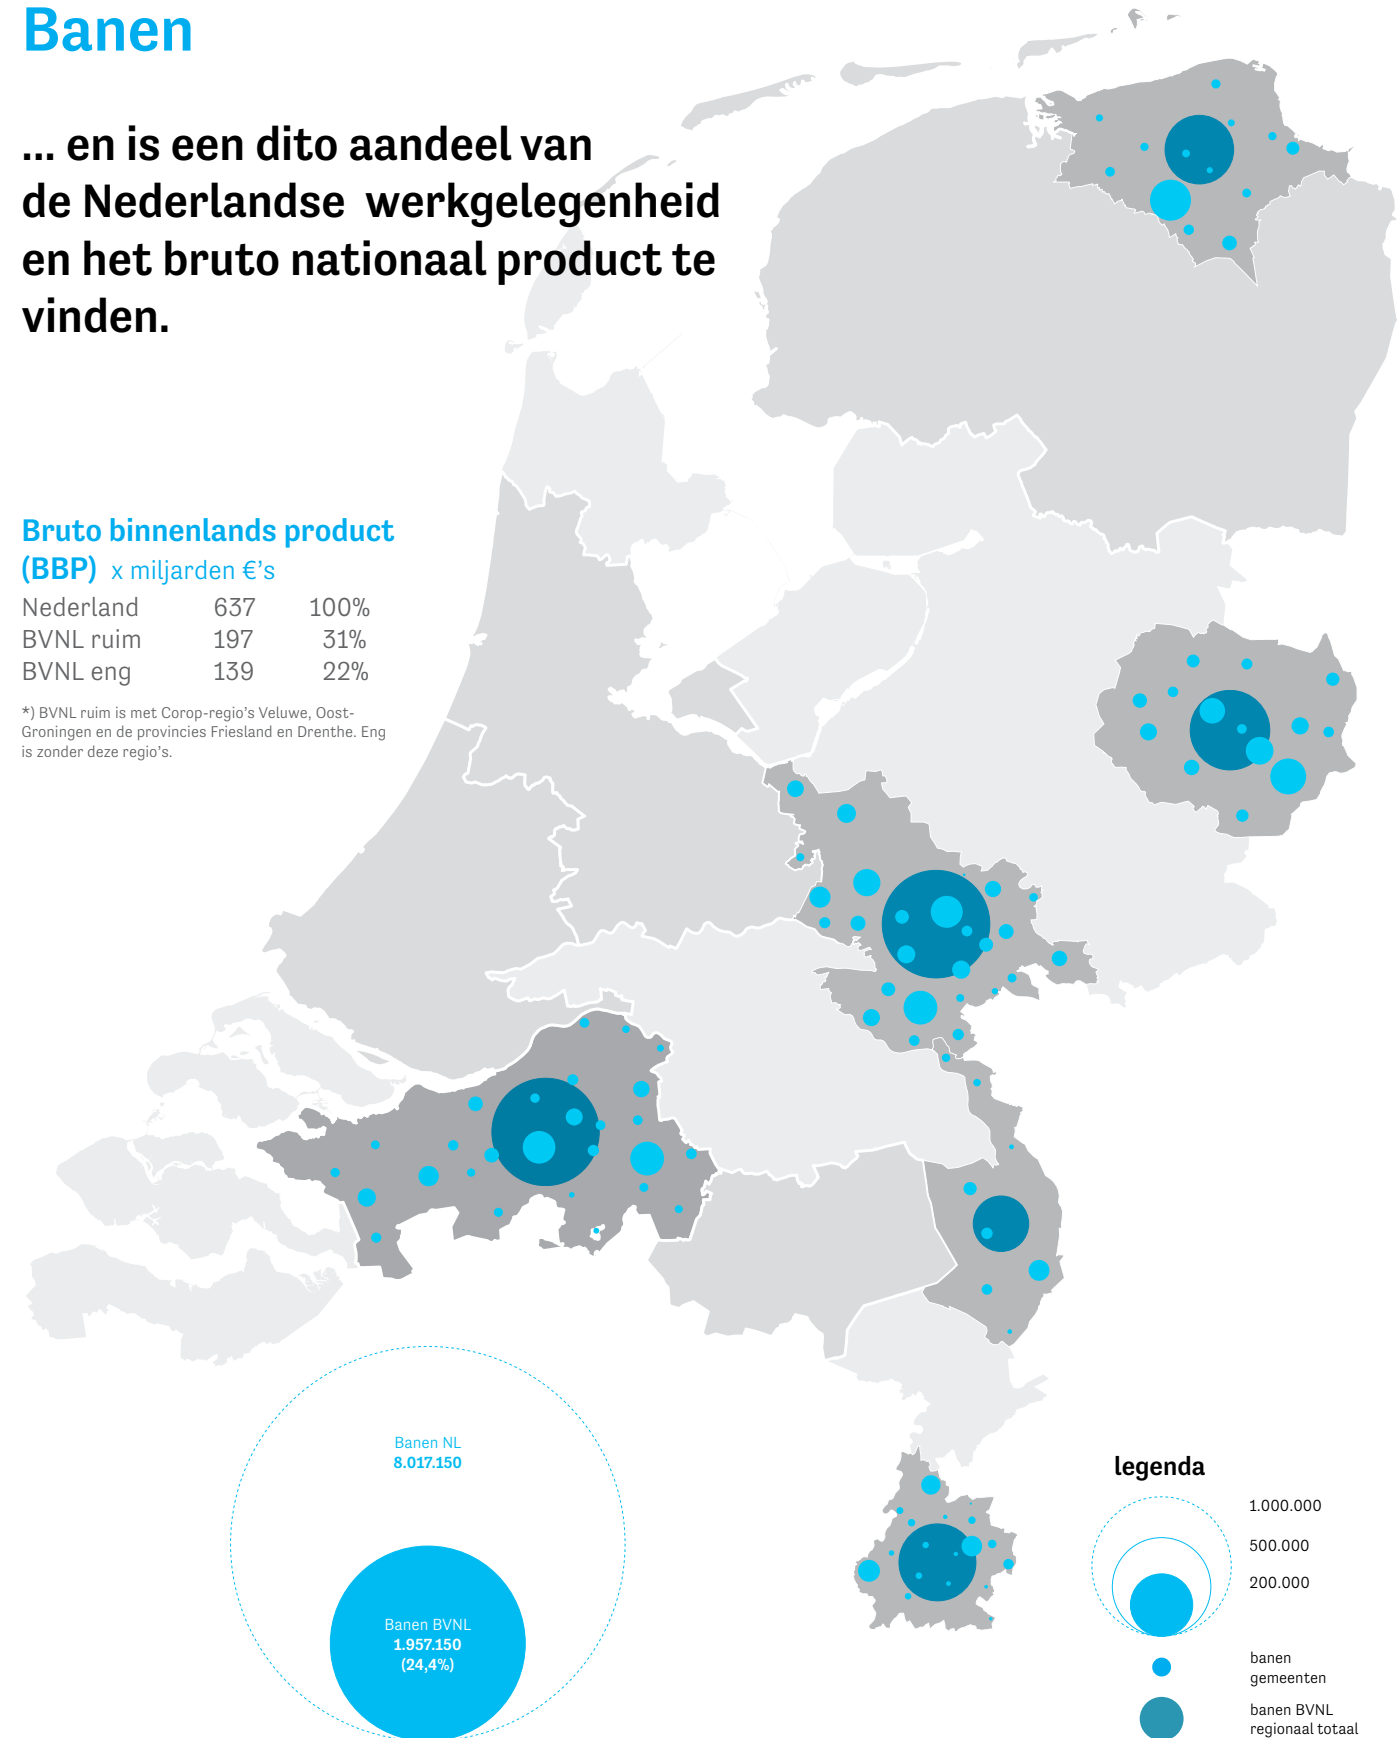 Banen
... en is een dito aandeel van
de Nederlandse werkgelegenheid
en het bruto nationaal product te
vinden.
Bruto binnenlands product
(BBP) x miljarden €'s
Nederland 637 100%
BVNL ruim 197 31%
BVNL eng 139 22%
*) BVNL ruim is met Corop-regio's Veluwe, Oost-
Groningen en de provincies Friesland en Drenthe. Eng
is zonder deze regio's.
Banen NL
8.017.150
Banen BVNL
1.957.150
(24,4%)
legenda
1.000.000
500.000
200.000
banen
gemeenten
banen BVNL
regionaal totaal